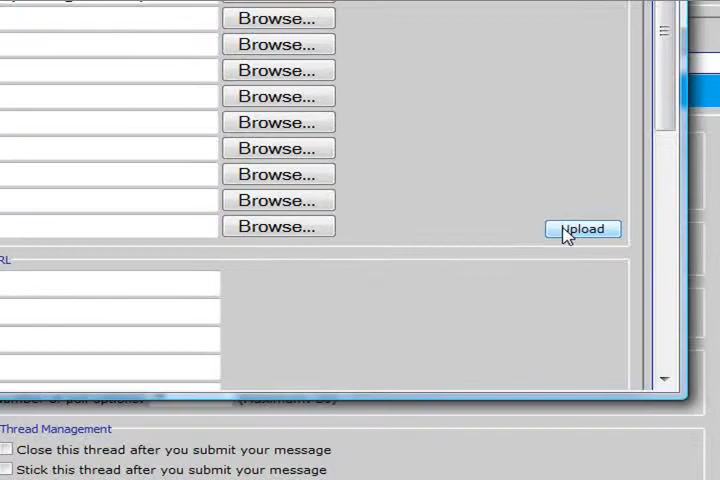 Browse...
Browse...
Browse...
Browse...
Browse...
Browse...
Browse...
Browse...
Browse...
Upload
RL
Thread Management
Close this thread after you submit your message
Stick this thread after you submit your message